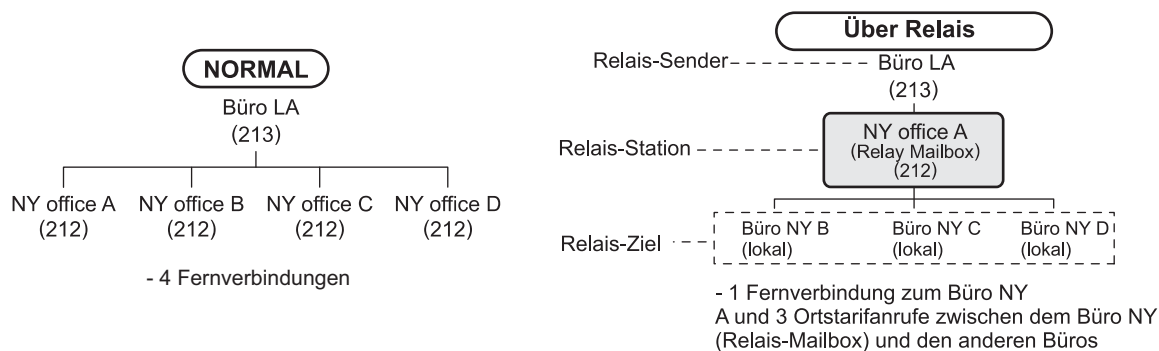 NORMAL
Büro LA
(213)
NY office A NY office B NY office C NY office D
(212) (212) (212) (212)
- 4 Fernverbindungen
Über Relais
Relais-Sender Büro LA
(213)
Relais-Station
NY office A
(Relay Mailbox)
(212)
Relais-Ziel
Büro NY B Büro NY C Büro NY D
(lokal) (lokal) (lokal)
- 1 Fernverbindung zum Büro NY
A und 3 Ortstarifanrufe zwischen dem Büro NY
(Relais-Mailbox) und den anderen Büros